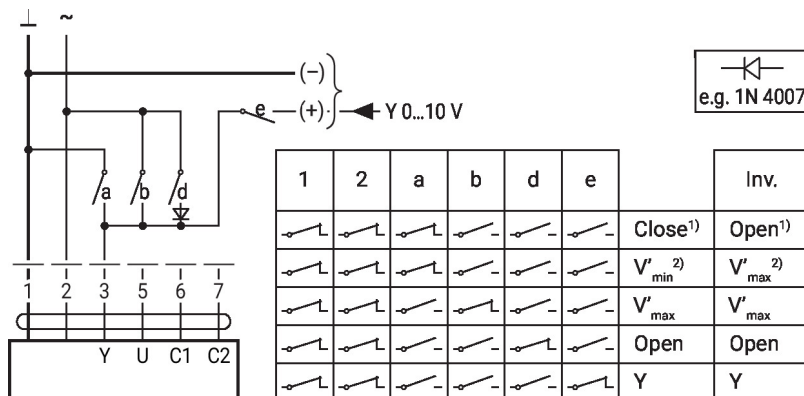 ⊥ ~
(–)
e (+) Y 0...10 V
e.g. 1N 4007
a b d
1 2 a b d e Inv.
Close¹⁾ Open¹⁾
V'min²⁾ V'max²⁾
V'max V'max
Open Open
Y Y
1 2 3 5 6 7
Y U C1 C2